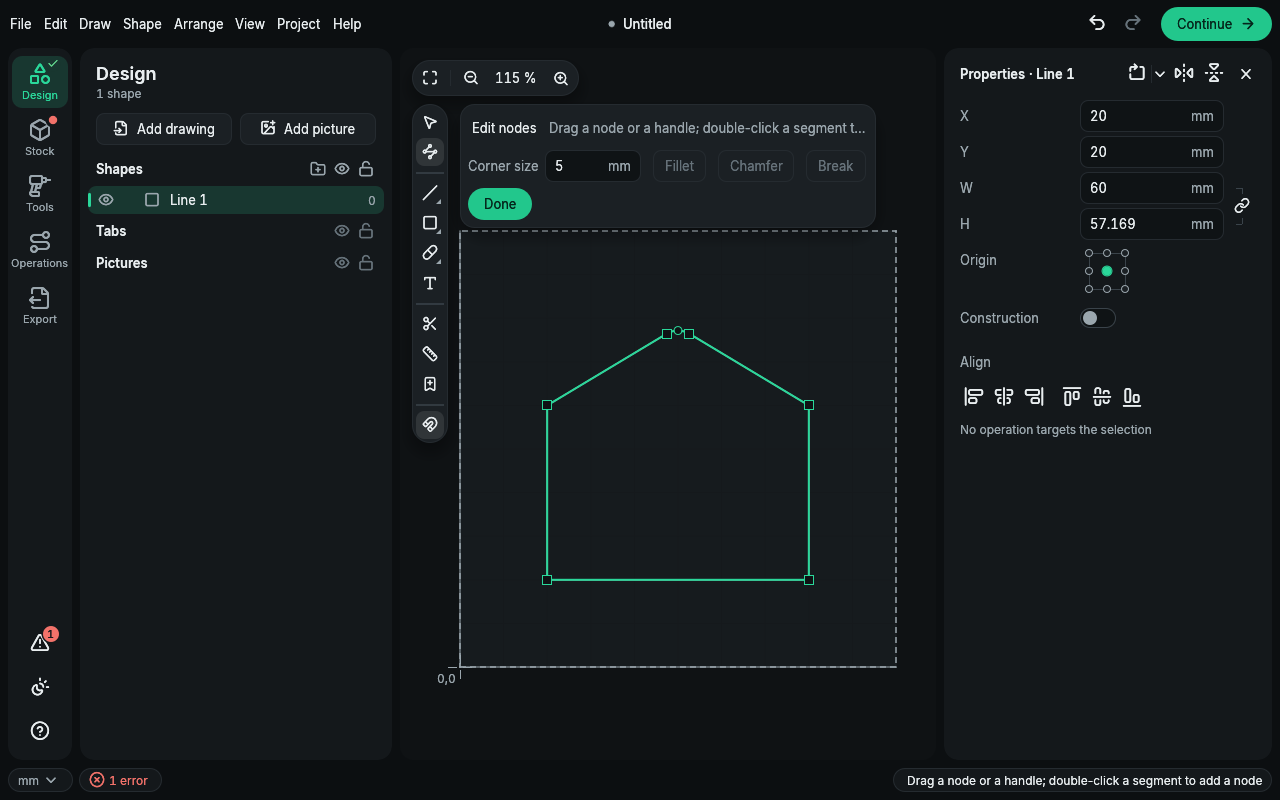 File Edit Draw Shape Arrange View Project Help
Untitled
Continue
Design
Stock
Tools
Operations
Export
1
Design
1 shape
Add drawing
Add picture
Shapes
Line 1 0
Tabs
Pictures
115 %
Edit nodes Drag a node or a handle; double-click a segment t...
Corner size 5 mm Fillet Chamfer Break
Done
0,0
Properties · Line 1
X 20 mm
Y 20 mm
W 60 mm
H 57.169 mm
Origin
Construction
Align
No operation targets the selection
mm
1 error
Drag a node or a handle; double-click a segment to add a node